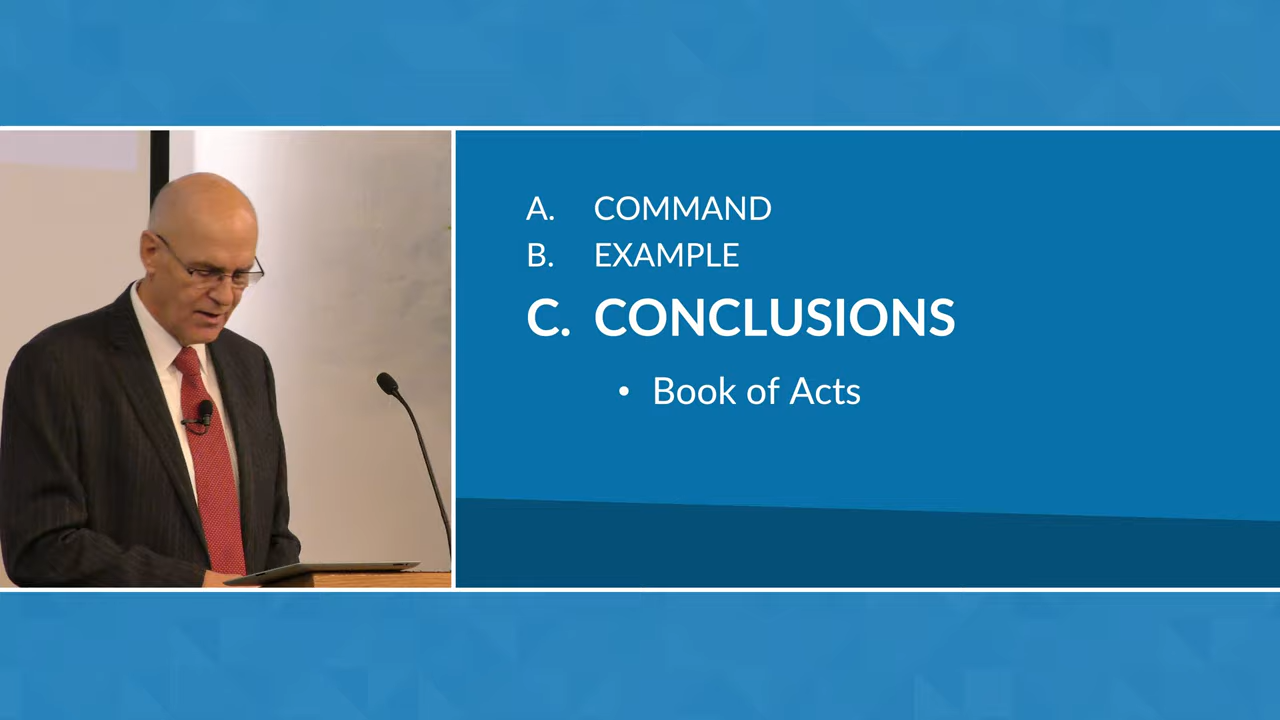 A. COMMAND
B. EXAMPLE
C. CONCLUSIONS
• Book of Acts